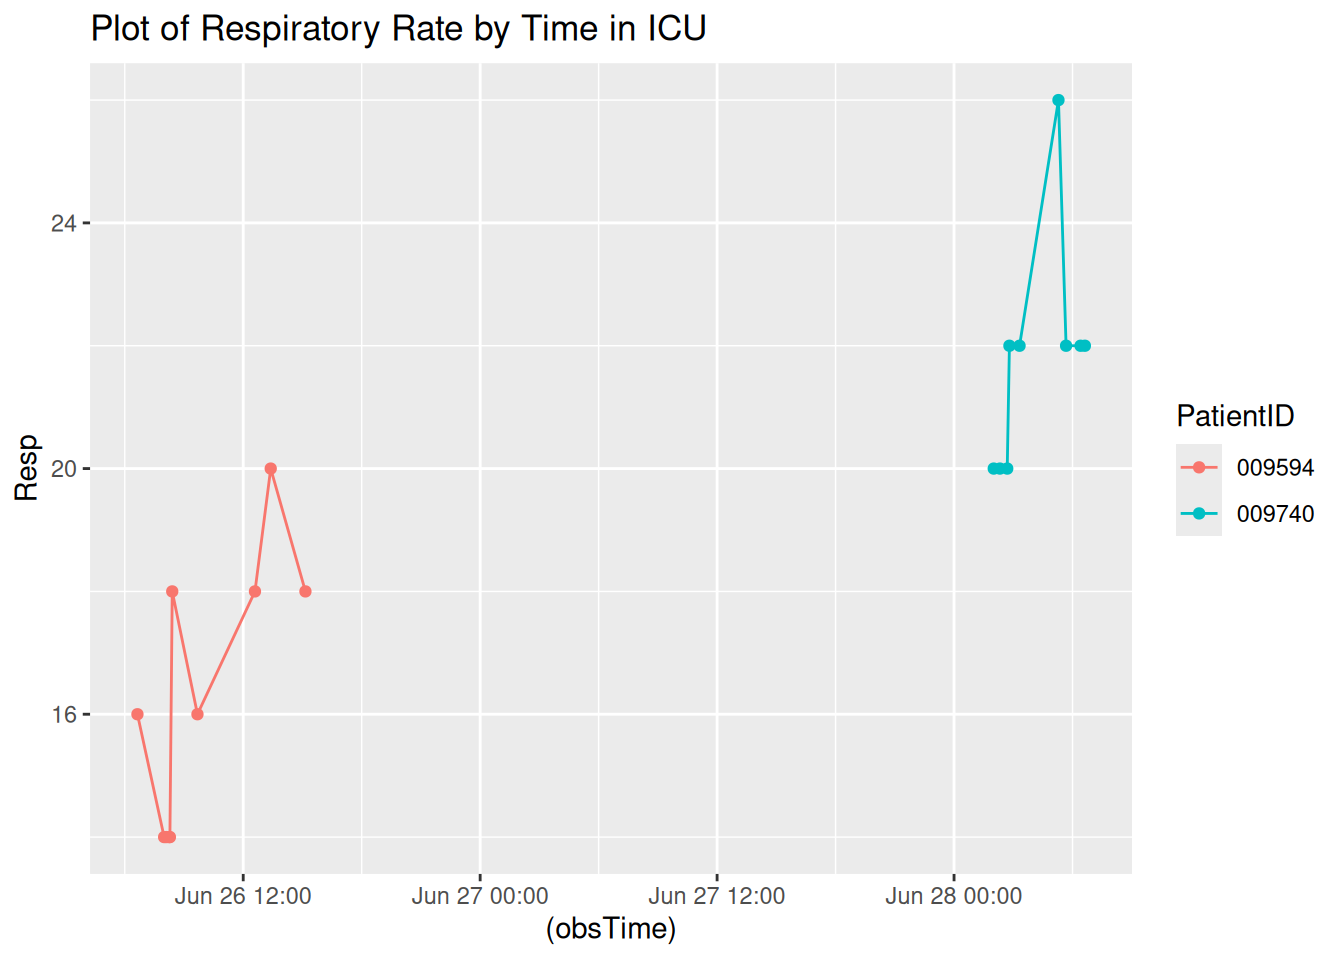 Plot of Respiratory Rate by Time in ICU
Resp
24
20
16
Jun 26 12:00
Jun 27 00:00
Jun 27 12:00
Jun 28 00:00
(obsTime)
PatientID
009594
009740